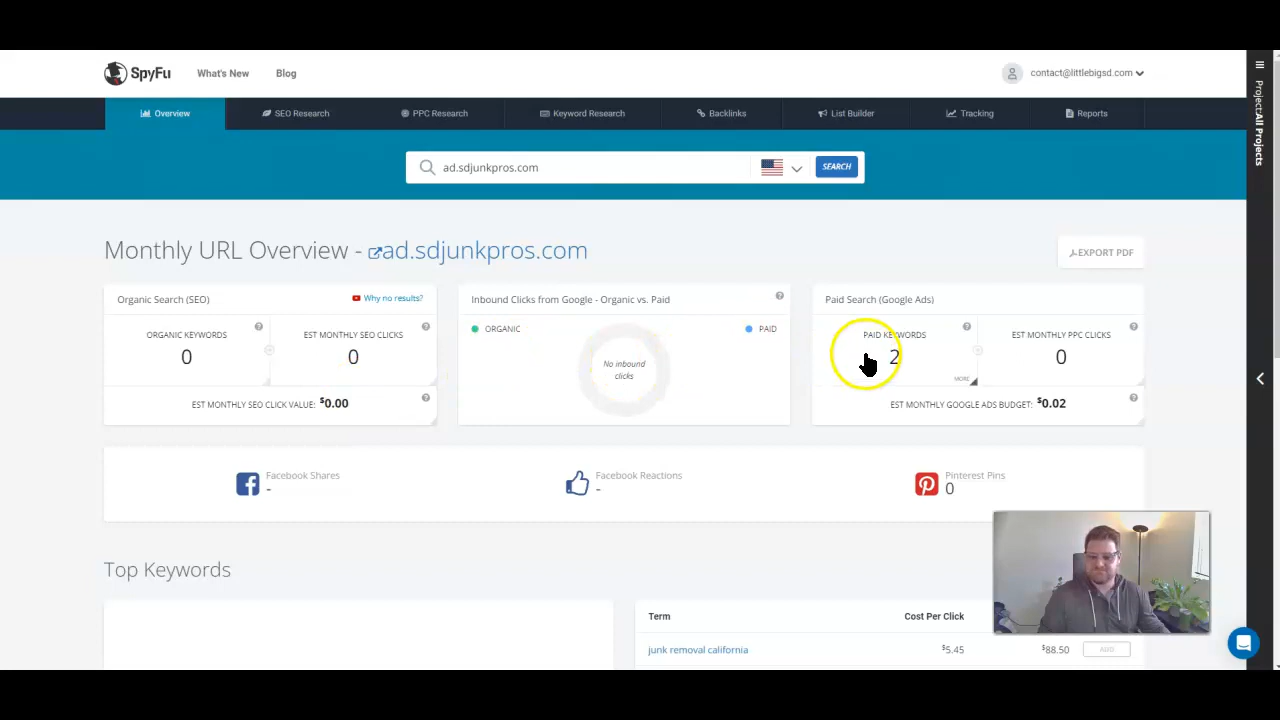 SpyFu What's New Blog contact@littlebigsd.com
Overview SEO Research PPC Research Keyword Research Backlinks List Builder Tracking Reports
Project: All Projects
ad.sdjunkpros.com SEARCH
Monthly URL Overview - ad.sdjunkpros.com EXPORT PDF
Organic Search (SEO) Why no results?
ORGANIC KEYWORDS EST MONTHLY SEO CLICKS
0 0
EST MONTHLY SEO CLICK VALUE: $0.00
Inbound Clicks from Google - Organic vs. Paid
ORGANIC PAID
No inbound
clicks
Paid Search (Google Ads)
PAID KEYWORDS EST MONTHLY PPC CLICKS
2 0
MORE
EST MONTHLY GOOGLE ADS BUDGET: $0.02
Facebook Shares
-
Facebook Reactions
-
Pinterest Pins
0
Top Keywords
Term Cost Per Click
junk removal california $5.45 $88.50 ADD